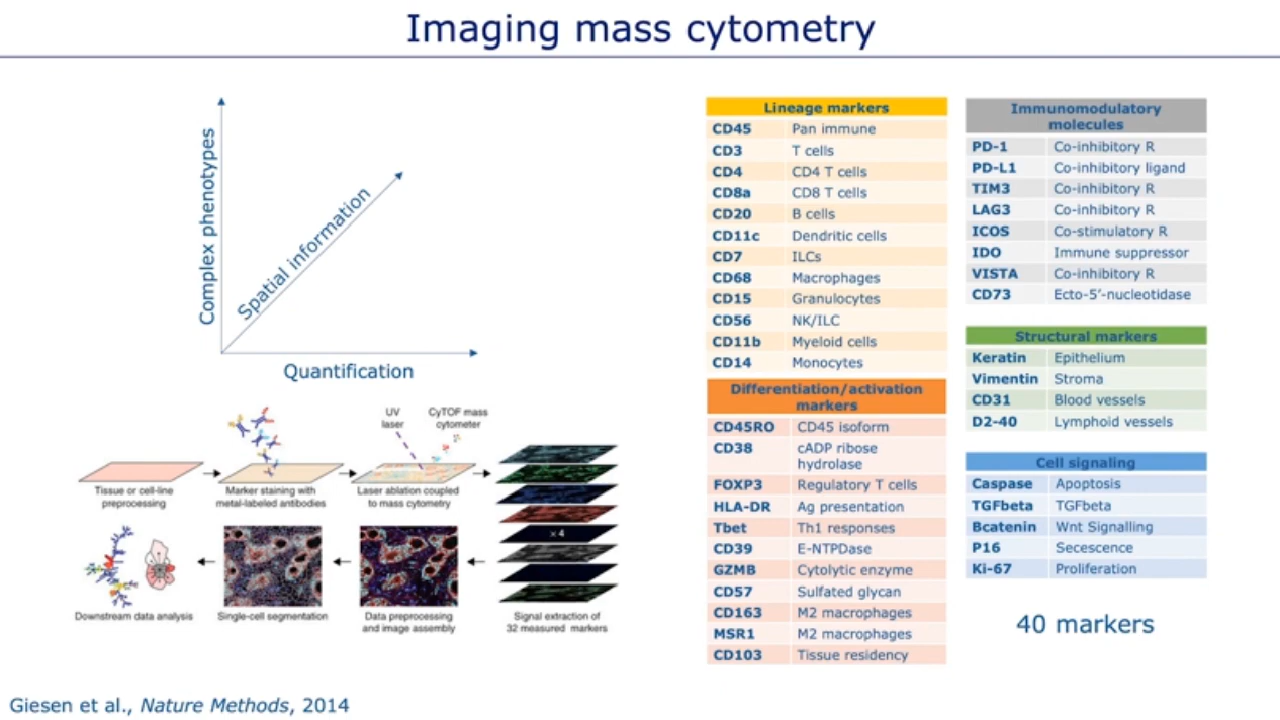 Imaging mass cytometry
Complex phenotypes
Spatial information
Quantification
UV
laser
CyTOF mass
cytometer
Tissue or cell-line
preprocessing
Marker staining with
metal-labeled antibodies
Laser ablation coupled
to mass cytometry
× 4
Downstream data analysis
Single-cell segmentation
Data preprocessing
and image assembly
Signal extraction of
32 measured markers
Lineage markers
CD45 Pan immune
CD3 T cells
CD4 CD4 T cells
CD8a CD8 T cells
CD20 B cells
CD11c Dendritic cells
CD7 ILCs
CD68 Macrophages
CD15 Granulocytes
CD56 NK/ILC
CD11b Myeloid cells
CD14 Monocytes
Differentiation/activation
markers
CD45RO CD45 isoform
CD38 cADP ribose
hydrolase
FOXP3 Regulatory T cells
HLA-DR Ag presentation
Tbet Th1 responses
CD39 E-NTPDase
GZMB Cytolytic enzyme
CD57 Sulfated glycan
CD163 M2 macrophages
MSR1 M2 macrophages
CD103 Tissue residency
Immunomodulatory
molecules
PD-1 Co-inhibitory R
PD-L1 Co-inhibitory ligand
TIM3 Co-inhibitory R
LAG3 Co-inhibitory R
ICOS Co-stimulatory R
IDO Immune suppressor
VISTA Co-inhibitory R
CD73 Ecto-5’-nucleotidase
Structural markers
Keratin Epithelium
Vimentin Stroma
CD31 Blood vessels
D2-40 Lymphoid vessels
Cell signaling
Caspase Apoptosis
TGFbeta TGFbeta
Bcatenin Wnt Signalling
P16 Secescence
Ki-67 Proliferation
40 markers
Giesen et al., Nature Methods, 2014